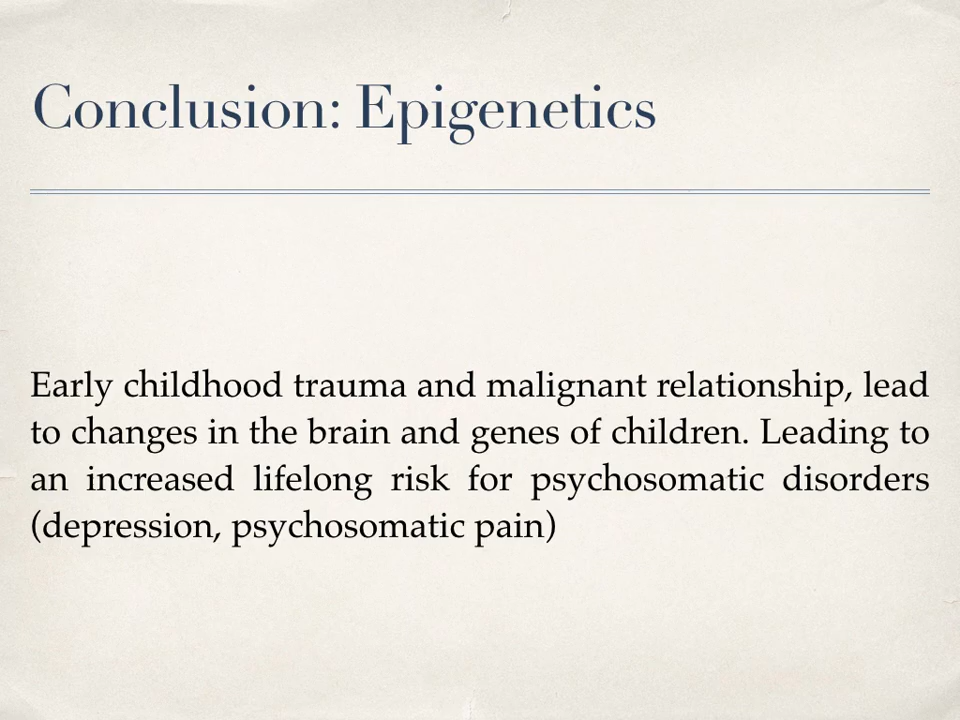 Conclusion: Epigenetics
Early childhood trauma and malignant relationship, lead
to changes in the brain and genes of children. Leading to
an increased lifelong risk for psychosomatic disorders
(depression, psychosomatic pain)